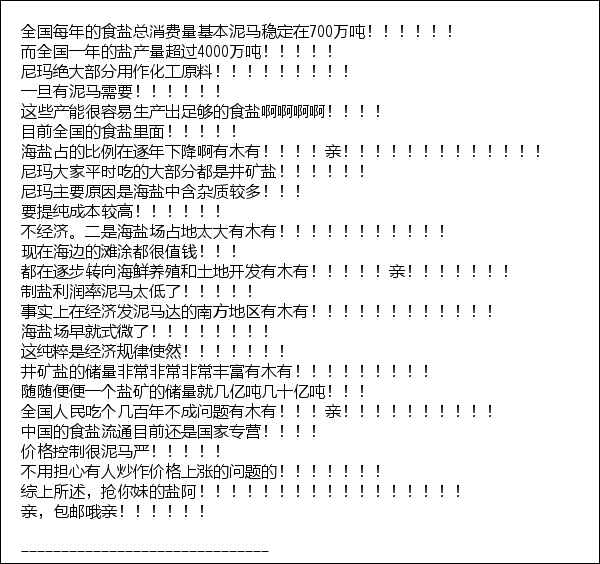 全国每年的食盐总消费量基本泥马稳定在700万吨！！！！！！
而全国一年的盐产量超过4000万吨！！！！！
尼玛绝大部分用作化工原料！！！！！！！！！
一旦有泥马需要！！！！！！
这些产能很容易生产出足够的食盐啊啊啊啊！！！！
目前全国的食盐里面！！！！！
海盐占的比例在逐年下降啊有木有！！！！亲！！！！！！！！！！！！！
尼玛大家平时吃的大部分都是井矿盐！！！！！！
尼玛主要原因是海盐中含杂质较多！！！
要提纯成本较高！！！！！！
不经济。二是海盐场占地太大有木有！！！！！！！！！！！
现在海边的滩涂都很值钱！！！
都在逐步转向海鲜养殖和土地开发有木有！！！！！亲！！！！！！！
制盐利润率泥马太低了！！！！！
事实上在经济发泥马达的南方地区有木有！！！！！！！！！！！！
海盐场早就式微了！！！！！！！！
这纯粹是经济规律使然！！！！！！！
井矿盐的储量非常非常非常丰富有木有！！！！！！！！！
随随便便一个盐矿的储量就几亿吨几十亿吨！！！
全国人民吃个几百年不成问题有木有！！！亲！！！！！！！！！！
中国的食盐流通目前还是国家专营！！！！
价格控制很泥马严！！！！！
不用担心有人炒作价格上涨的问题的！！！！！！！
综上所述，抢你妹的盐阿！！！！！！！！！！！！！！！！！
亲，包邮哦亲！！！！！！
-------------------------------